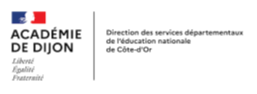 ACADÉMIE
DE DIJON
Liberté
Égalité
Fraternité
Direction des services départementaux
de l'éducation nationale
de Côte-d'Or